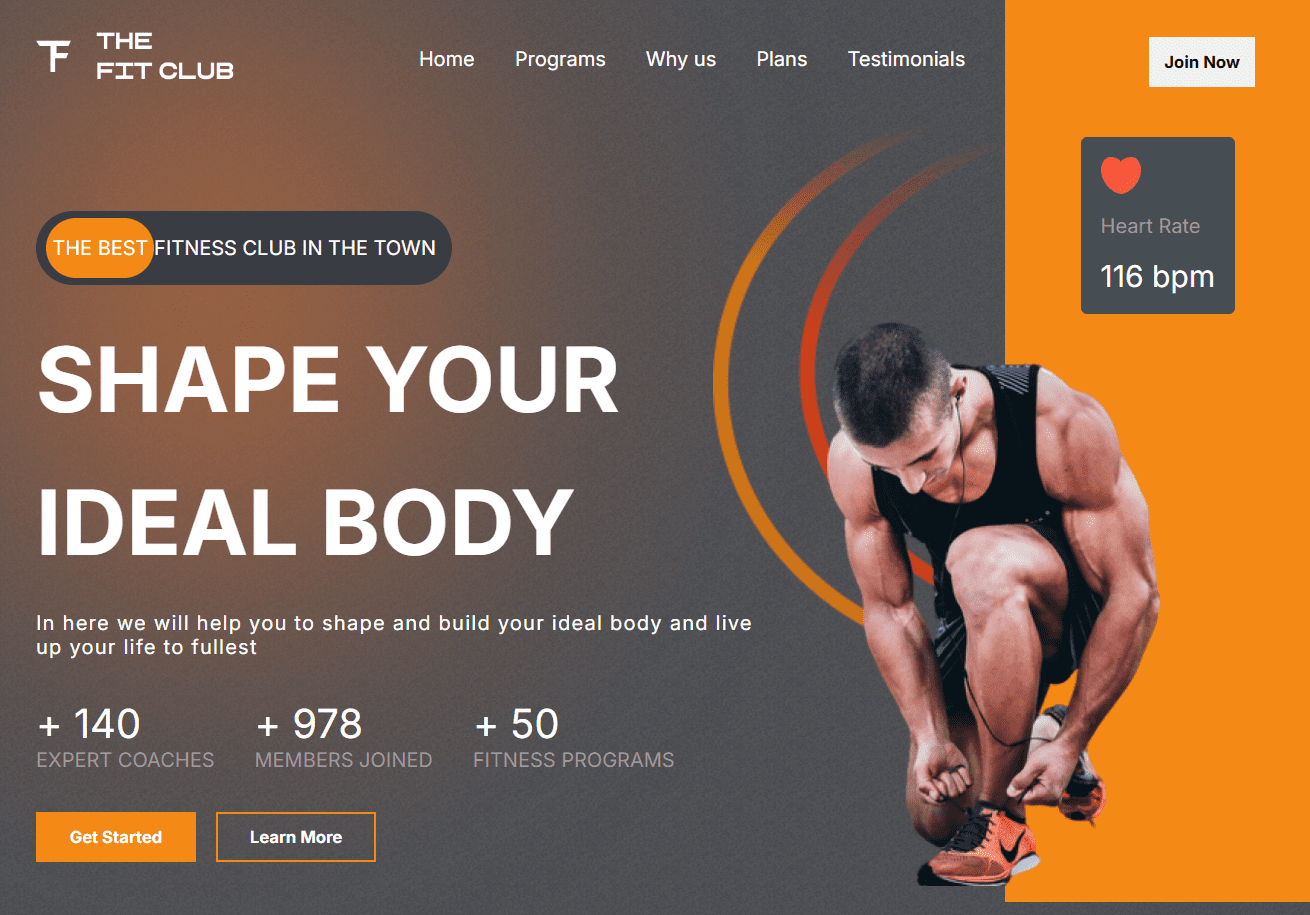 THE
FIT CLUB
Home
Programs
Why us
Plans
Testimonials
Join Now
Heart Rate
116 bpm
THE BEST FITNESS CLUB IN THE TOWN
SHAPE YOUR
IDEAL BODY
In here we will help you to shape and build your ideal body and live
up your life to fullest
+ 140
EXPERT COACHES
+ 978
MEMBERS JOINED
+ 50
FITNESS PROGRAMS
Get Started
Learn More